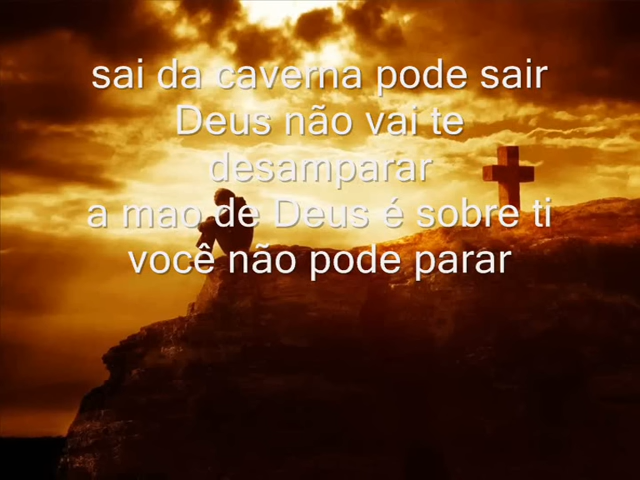 sai da caverna pode sair
Deus não vai te
desamparar
a mao de Deus é sobre ti
você não pode parar